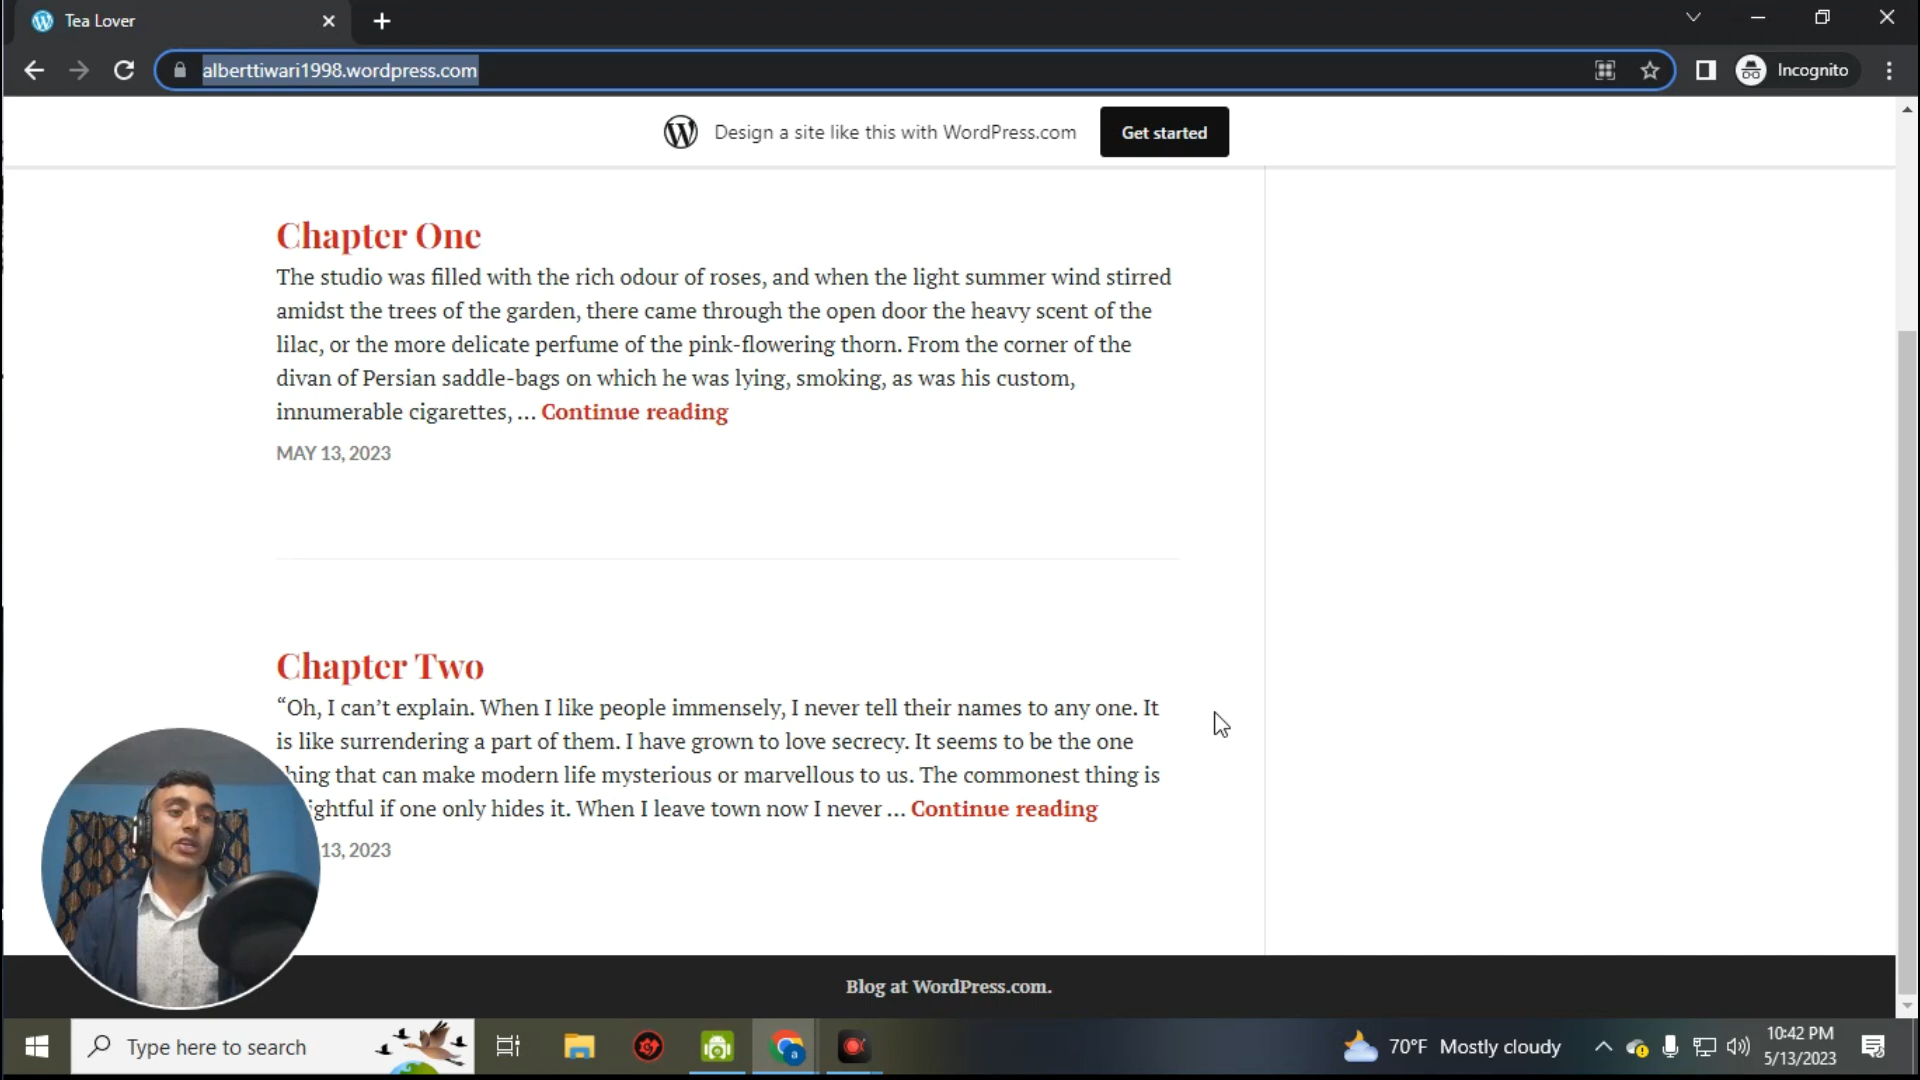 Tea Lover
alberttiwari1998.wordpress.com
Incognito
Design a site like this with WordPress.com
Get started
Chapter One
The studio was filled with the rich odour of roses, and when the light summer wind stirred
amidst the trees of the garden, there came through the open door the heavy scent of the
lilac, or the more delicate perfume of the pink-flowering thorn. From the corner of the
divan of Persian saddle-bags on which he was lying, smoking, as was his custom,
innumerable cigarettes, … Continue reading
MAY 13, 2023
Chapter Two
“Oh, I can’t explain. When I like people immensely, I never tell their names to any one. It
is like surrendering a part of them. I have grown to love secrecy. It seems to be the one
hing that can make modern life mysterious or marvellous to us. The commonest thing is
ightful if one only hides it. When I leave town now I never … Continue reading
13, 2023
Blog at WordPress.com.
Type here to search
a
70°F Mostly cloudy
10:42 PM
5/13/2023